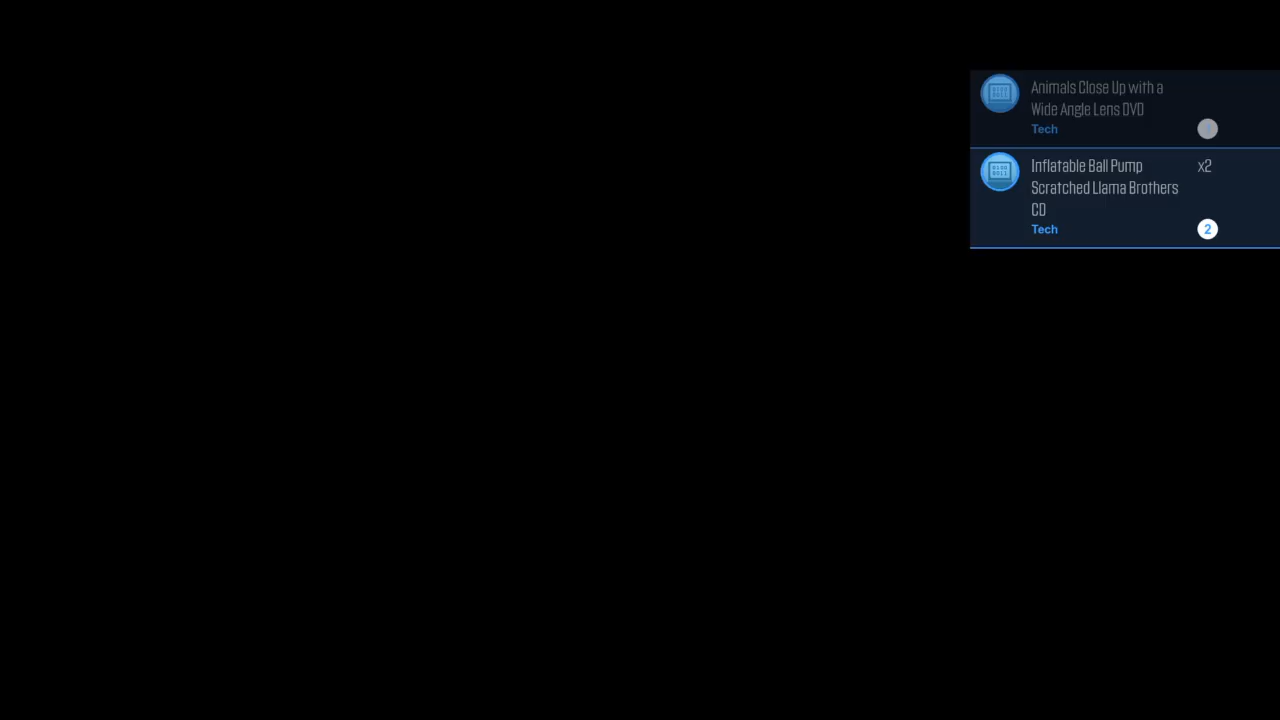 Animals Close Up with a
Wide Angle Lens DVD
Tech
Inflatable Ball Pump
x2
Scratched Llama Brothers
CD
Tech
2